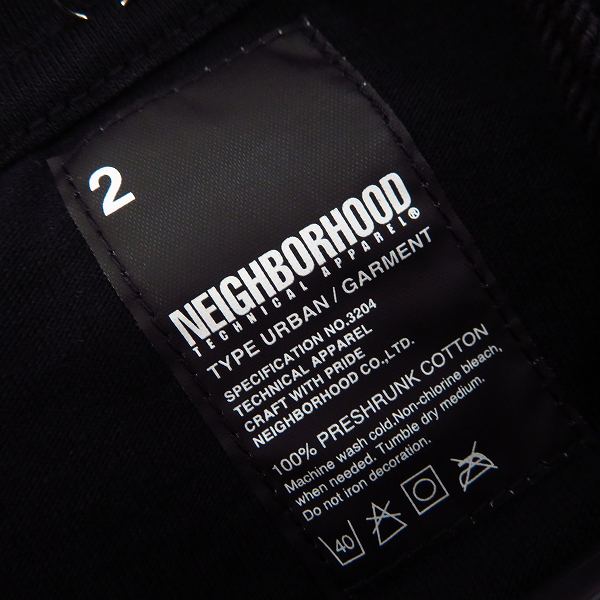 2
NEIGHBORHOOD®
TECHNICAL APPAREL
TYPE URBAN / GARMENT
SPECIFICATION NO.3204
TECHNICAL APPAREL
CRAFT WITH PRIDE
NEIGHBORHOOD CO.,LTD.
100% PRESHRUNK COTTON
Machine wash cold.Non-chlorine bleach,
when needed. Tumble dry medium.
Do not iron decoration.
40